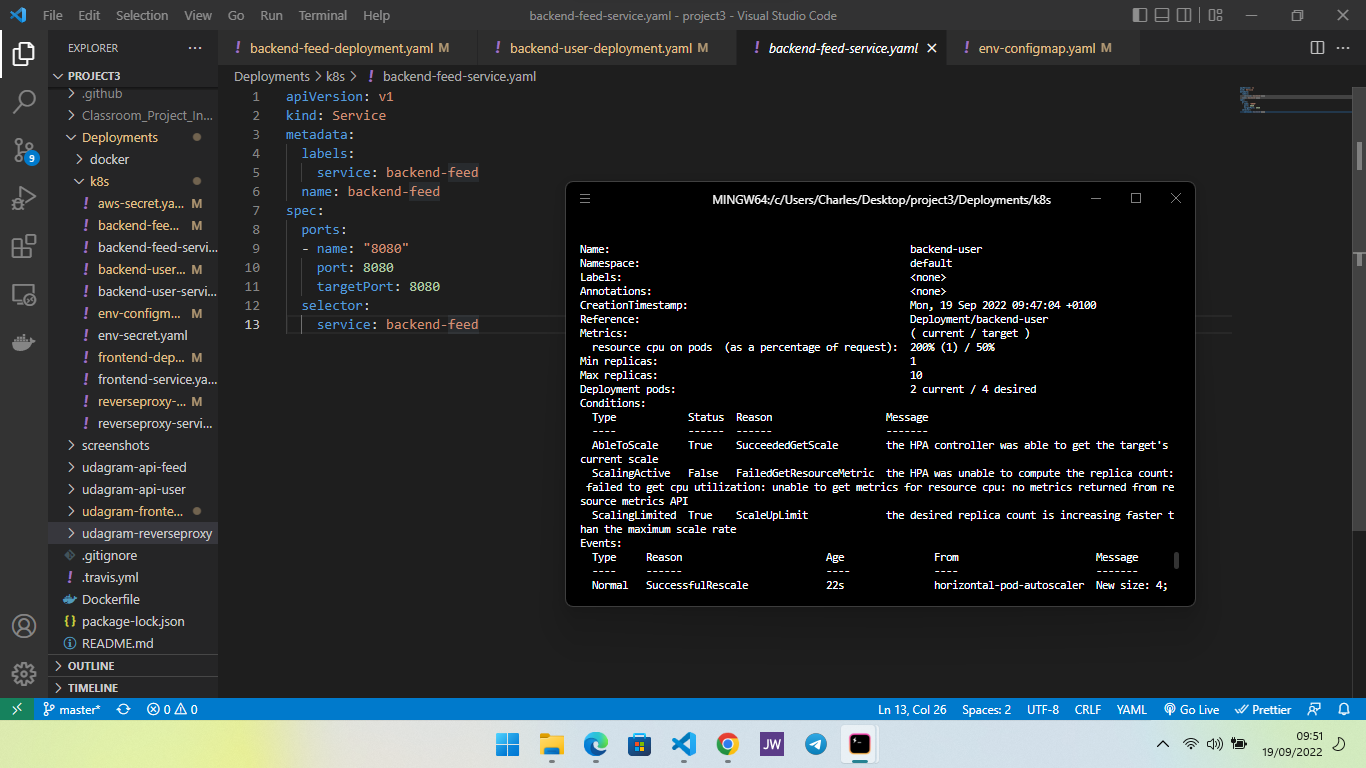 File Edit Selection View Go Run Terminal Help
backend-feed-service.yaml - project3 - Visual Studio Code
EXPLORER
backend-feed-deployment.yaml M
backend-user-deployment.yaml M
backend-feed-service.yaml
env-configmap.yaml M
PROJECT3
Deployments > k8s > ! backend-feed-service.yaml
.github
Classroom_Project_In...
Deployments
docker
k8s
aws-secret.ya... M
backend-fee... M
backend-feed-servi...
backend-user... M
backend-user-servi...
env-configm... M
env-secret.yaml
frontend-dep... M
frontend-service.ya...
reverseproxy-... M
reverseproxy-servi...
screenshots
udagram-api-feed
udagram-api-user
udagram-fronte...
udagram-reverseproxy
.gitignore
.travis.yml
Dockerfile
package-lock.json
README.md
OUTLINE
TIMELINE
9
1 apiVersion: v1
2 kind: Service
3 metadata:
4 labels:
5 service: backend-feed
6 name: backend-feed
7 spec:
8 ports:
9 - name: "8080"
10 port: 8080
11 targetPort: 8080
12 selector:
13 service: backend-feed
MINGW64:/c/Users/Charles/Desktop/project3/Deployments/k8s
Name: backend-user
Namespace: default
Labels: <none>
Annotations: <none>
CreationTimestamp: Mon, 19 Sep 2022 09:47:04 +0100
Reference: Deployment/backend-user
Metrics: ( current / target )
resource cpu on pods (as a percentage of request): 200% (1) / 50%
Min replicas: 1
Max replicas: 10
Deployment pods: 2 current / 4 desired
Conditions:
Type Status Reason Message
---- ------ ------ -------
AbleToScale True SucceededGetScale the HPA controller was able to get the target's
current scale
ScalingActive False FailedGetResourceMetric the HPA was unable to compute the replica count:
failed to get cpu utilization: unable to get metrics for resource cpu: no metrics returned from re
source metrics API
ScalingLimited True ScaleUpLimit the desired replica count is increasing faster t
han the maximum scale rate
Events:
Type Reason Age From Message
---- ------ ---- ---- -------
Normal SuccessfulRescale 22s horizontal-pod-autoscaler New size: 4;
master* 0 0
Ln 13, Col 26 Spaces: 2 UTF-8 CRLF YAML Go Live Prettier
JW
09:51
19/09/2022